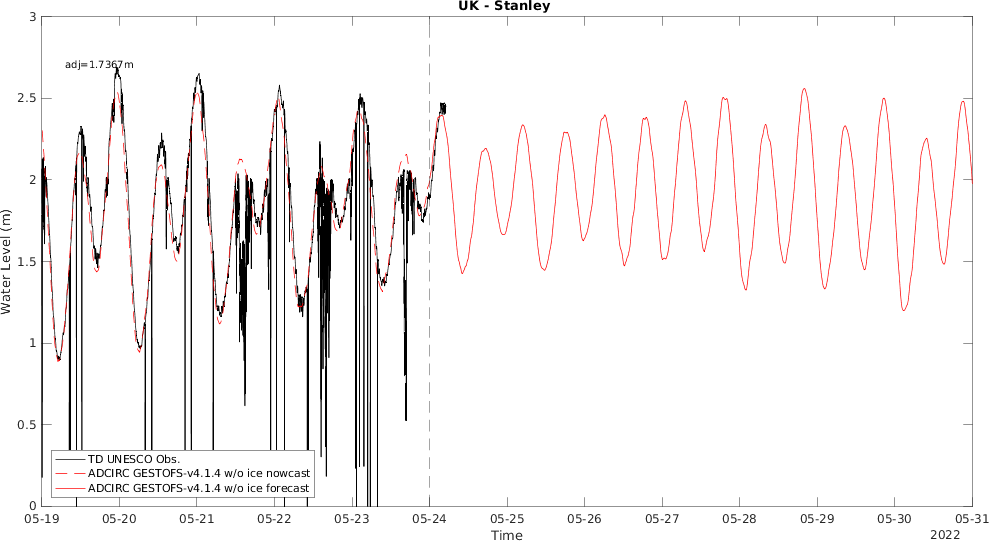 UK - Stanley
adj=1.7367m
Water Level (m)
3
2.5
2
1.5
1
0.5
0
TD UNESCO Obs.
ADCIRC GESTOFS-v4.1.4 w/o ice nowcast
ADCIRC GESTOFS-v4.1.4 w/o ice forecast
05-19 05-20 05-21 05-22 05-23 05-24 05-25 05-26 05-27 05-28 05-29 05-30 05-31
Time
2022